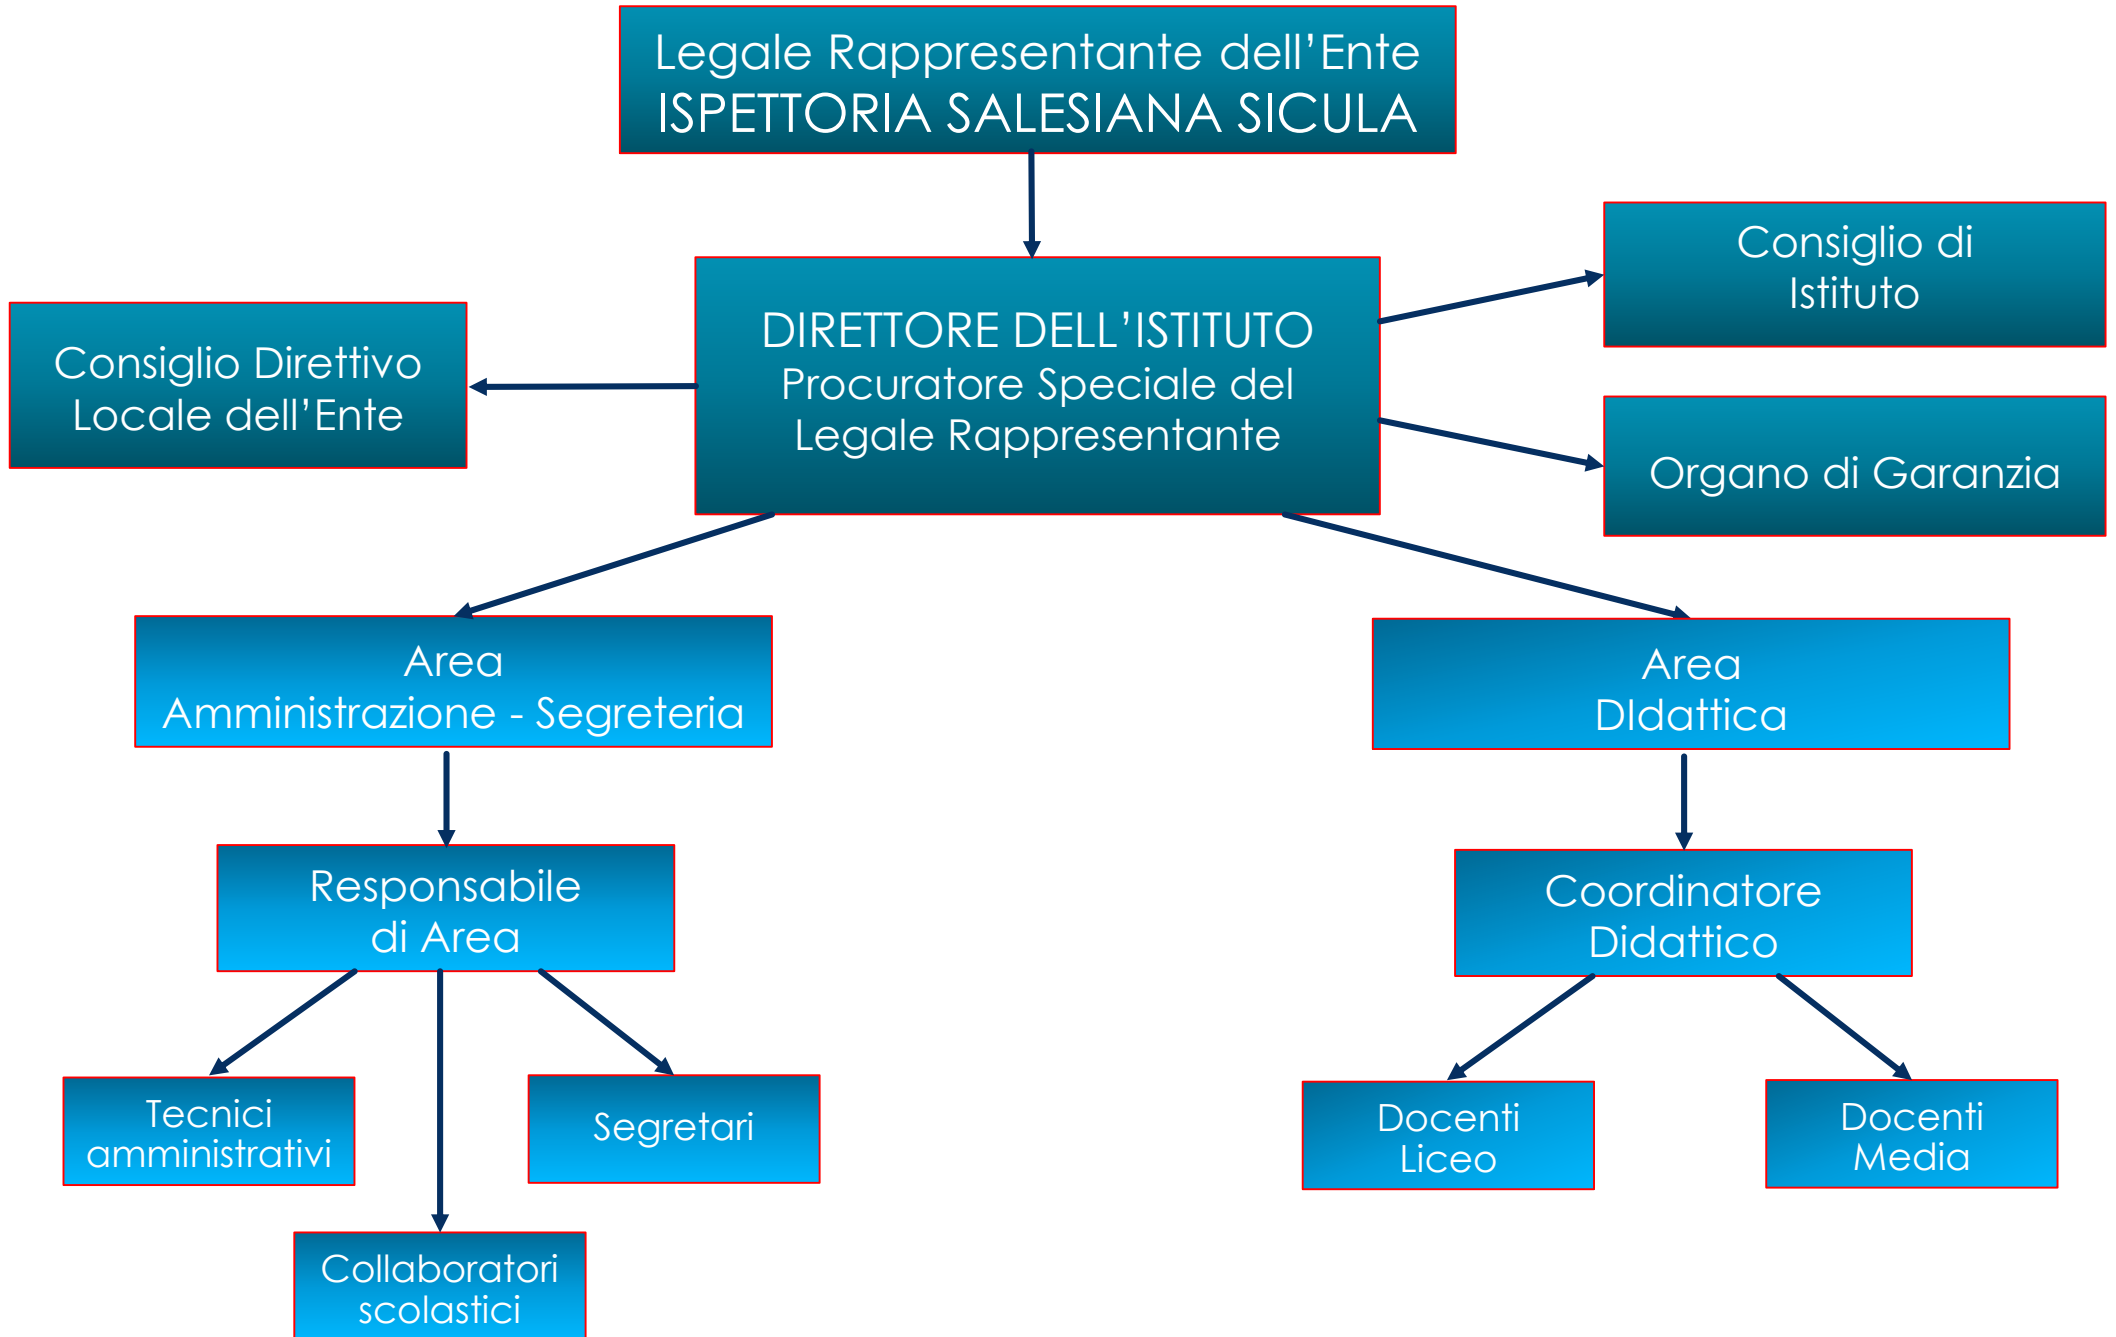 Legale Rappresentante dell’Ente
ISPETTORIA SALESIANA SICULA
Consiglio di
Istituto
DIRETTORE DELL’ISTITUTO
Procuratore Speciale del
Legale Rappresentante
Consiglio Direttivo
Locale dell’Ente
Organo di Garanzia
Area
Amministrazione - Segreteria
Area
DIdattica
Responsabile
di Area
Coordinatore
Didattico
Tecnici
amministrativi
Segretari
Docenti
Liceo
Docenti
Media
Collaboratori
scolastici